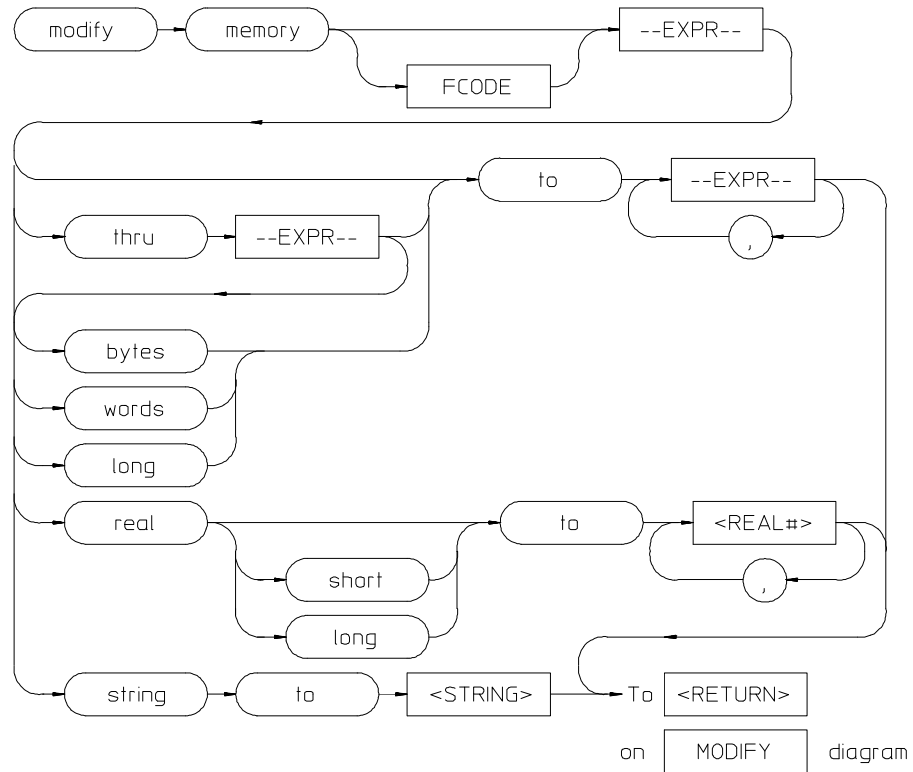 modify memory --EXPR--
FCODE
to --EXPR--
thru --EXPR--
,
bytes
words
long
real to <REAL#>
short ,
long
string to <STRING> To <RETURN>
on MODIFY diagram